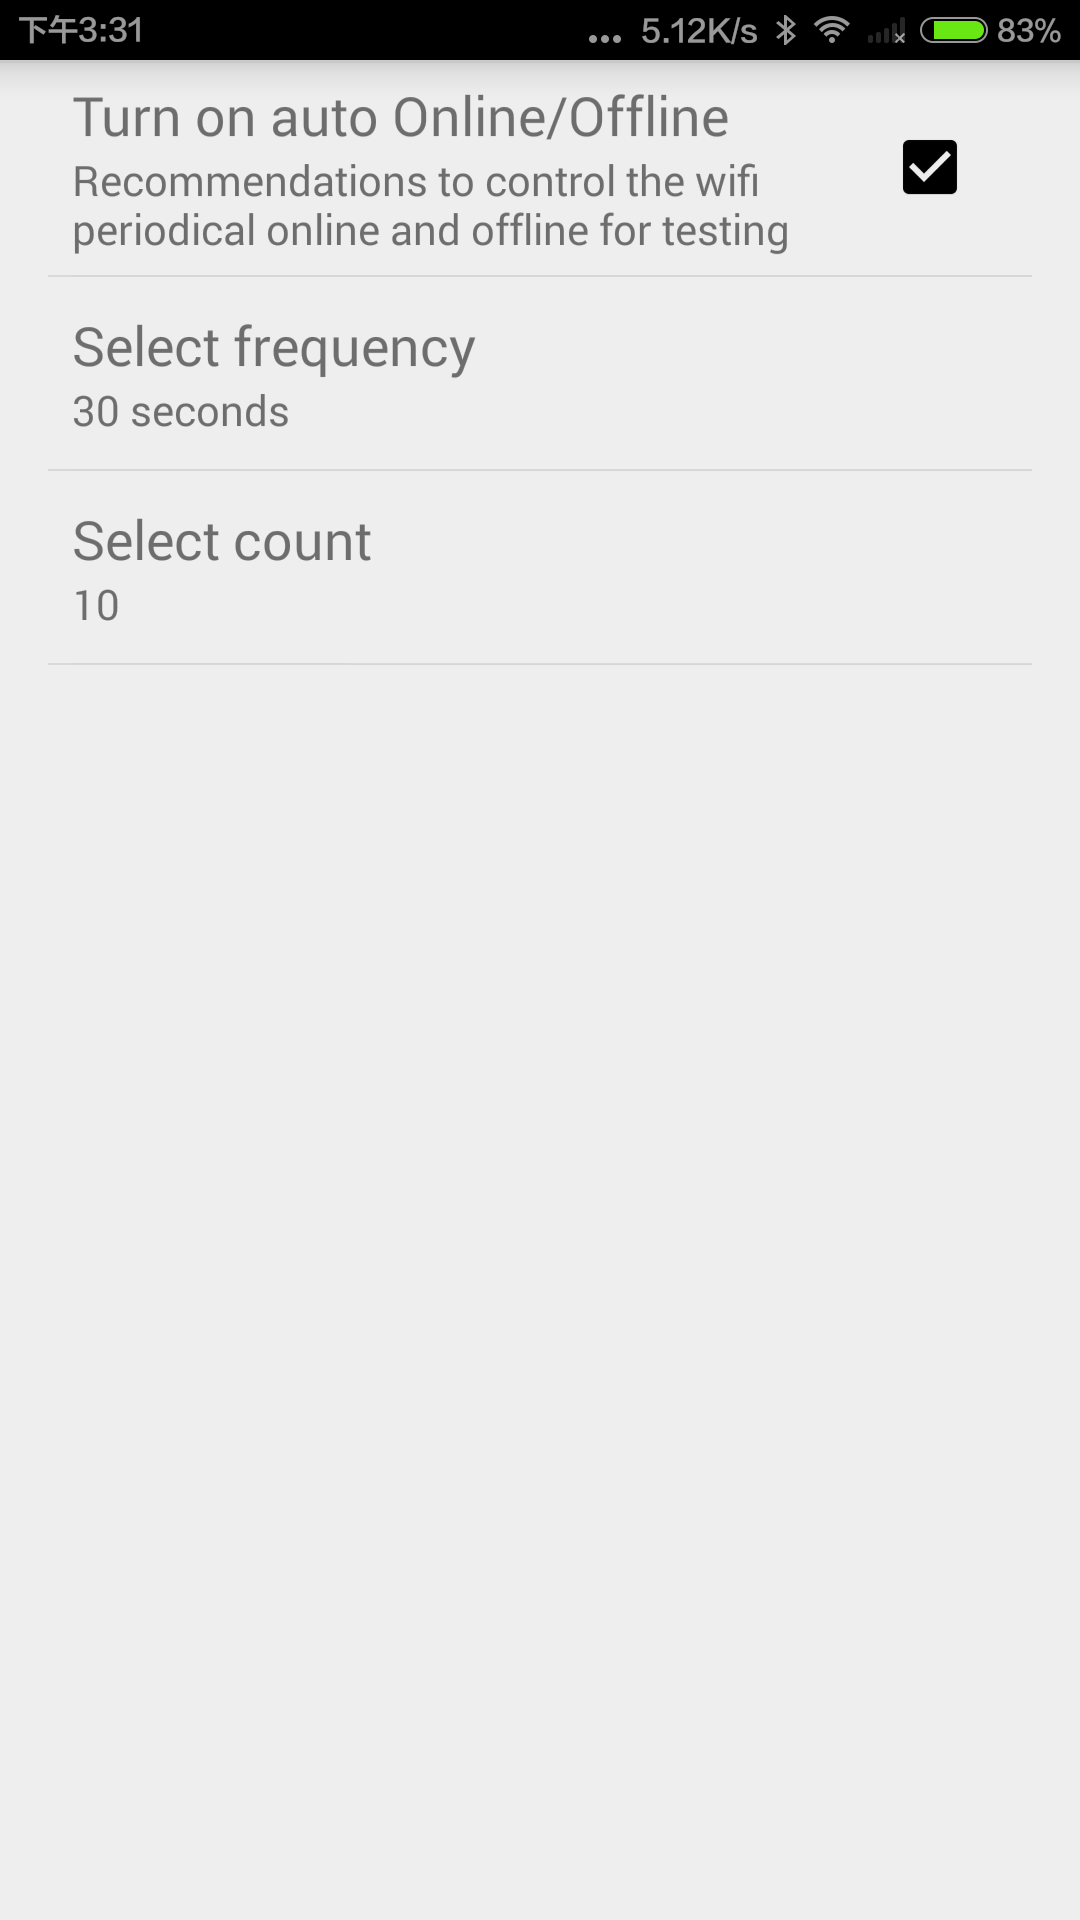 下午3:31 ... 5.12K/s 83%
Turn on auto Online/Offline
Recommendations to control the wifi
periodical online and offline for testing
Select frequency
30 seconds
Select count
10